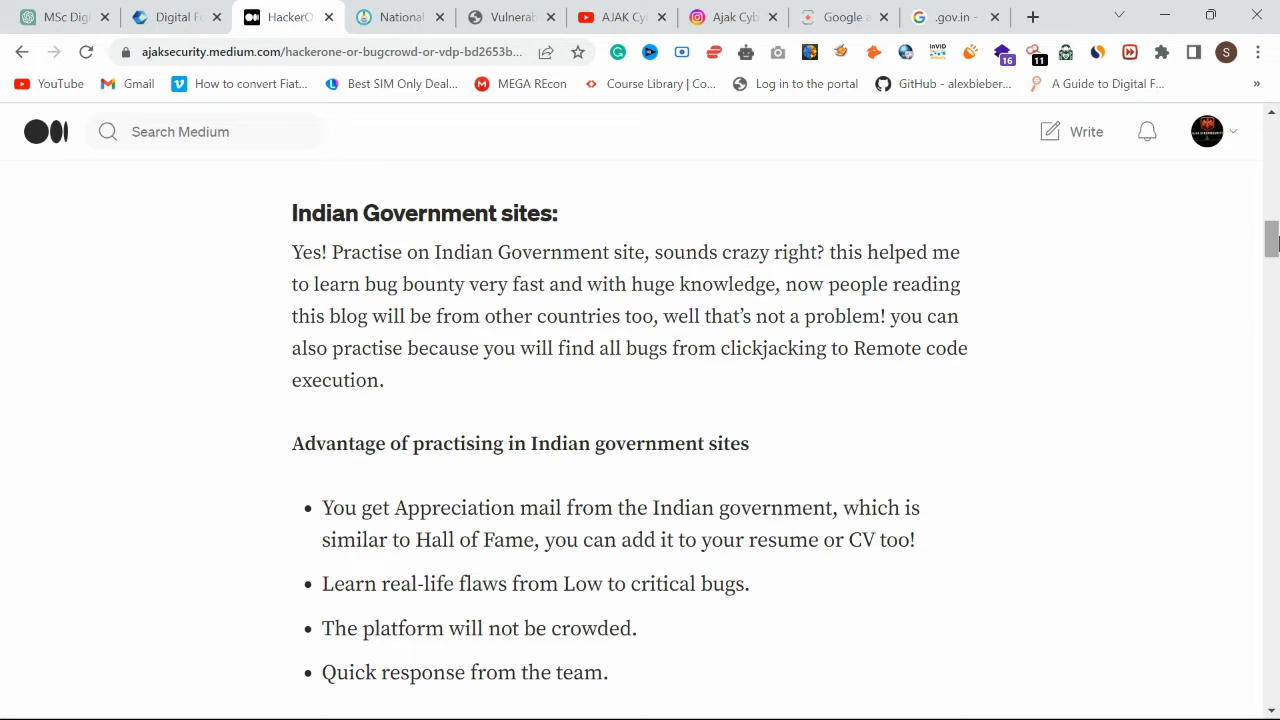 MSc Dig
Digital Fo
HackerO
National
Vulnerab
AJAK Cy
Ajak Cyb
Google a
.gov.in -
ajaksecurity.medium.com/hackerone-or-bugcrowd-or-vdp-bd2653b...
16
11
S
YouTube
Gmail
How to convert Fiat...
Best SIM Only Deal...
MEGA REcon
Course Library | Co...
Log in to the portal
GitHub - alexbieber...
A Guide to Digital F...
»
Search Medium
Write
Indian Government sites:
Yes! Practise on Indian Government site, sounds crazy right? this helped me
to learn bug bounty very fast and with huge knowledge, now people reading
this blog will be from other countries too, well that’s not a problem! you can
also practise because you will find all bugs from clickjacking to Remote code
execution.
Advantage of practising in Indian government sites
• You get Appreciation mail from the Indian government, which is
similar to Hall of Fame, you can add it to your resume or CV too!
• Learn real-life flaws from Low to critical bugs.
• The platform will not be crowded.
• Quick response from the team.